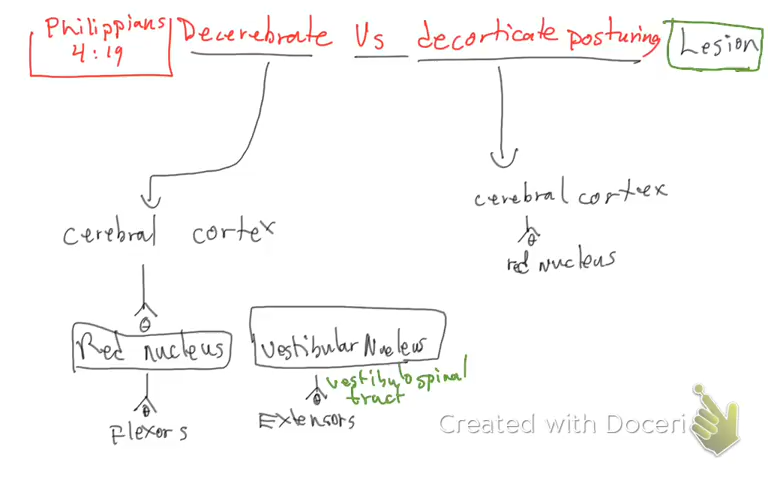 Philippians
4:19
Decerebrate Vs decorticate posturing
Lesion
cerebral cortex
θ
Red nucleus
θ
Flexors
Vestibular Nucleus
vestibulospinal
tract
θ
Extensors
cerebral cortex
θ
red nucleus
Created with Doceri